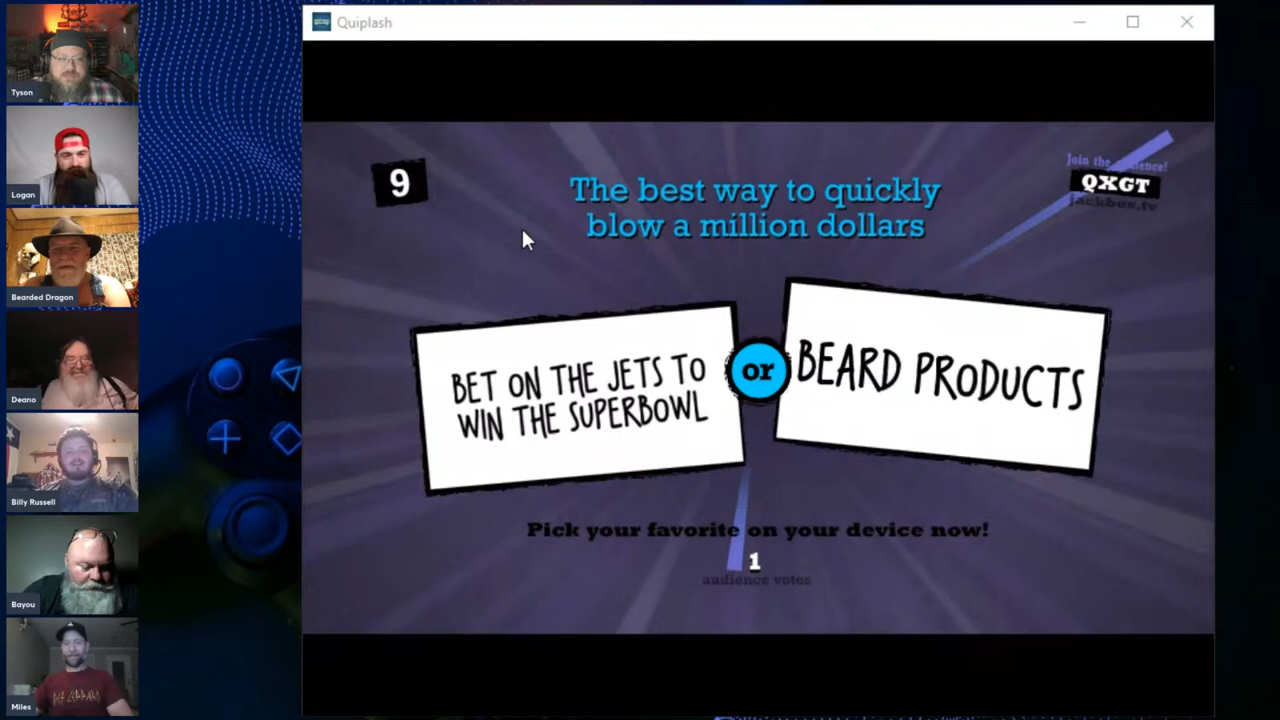 Quiplash
Tyson
Logan
Bearded Dragon
Deano
Billy Russell
Bayou
Miles
DEF LEPPARD
9
The best way to quickly
blow a million dollars
Join the audience!
QXGT
jackbox.tv
BET ON THE JETS TO
WIN THE SUPERBOWL
or
BEARD PRODUCTS
Pick your favorite on your device now!
1
audience votes